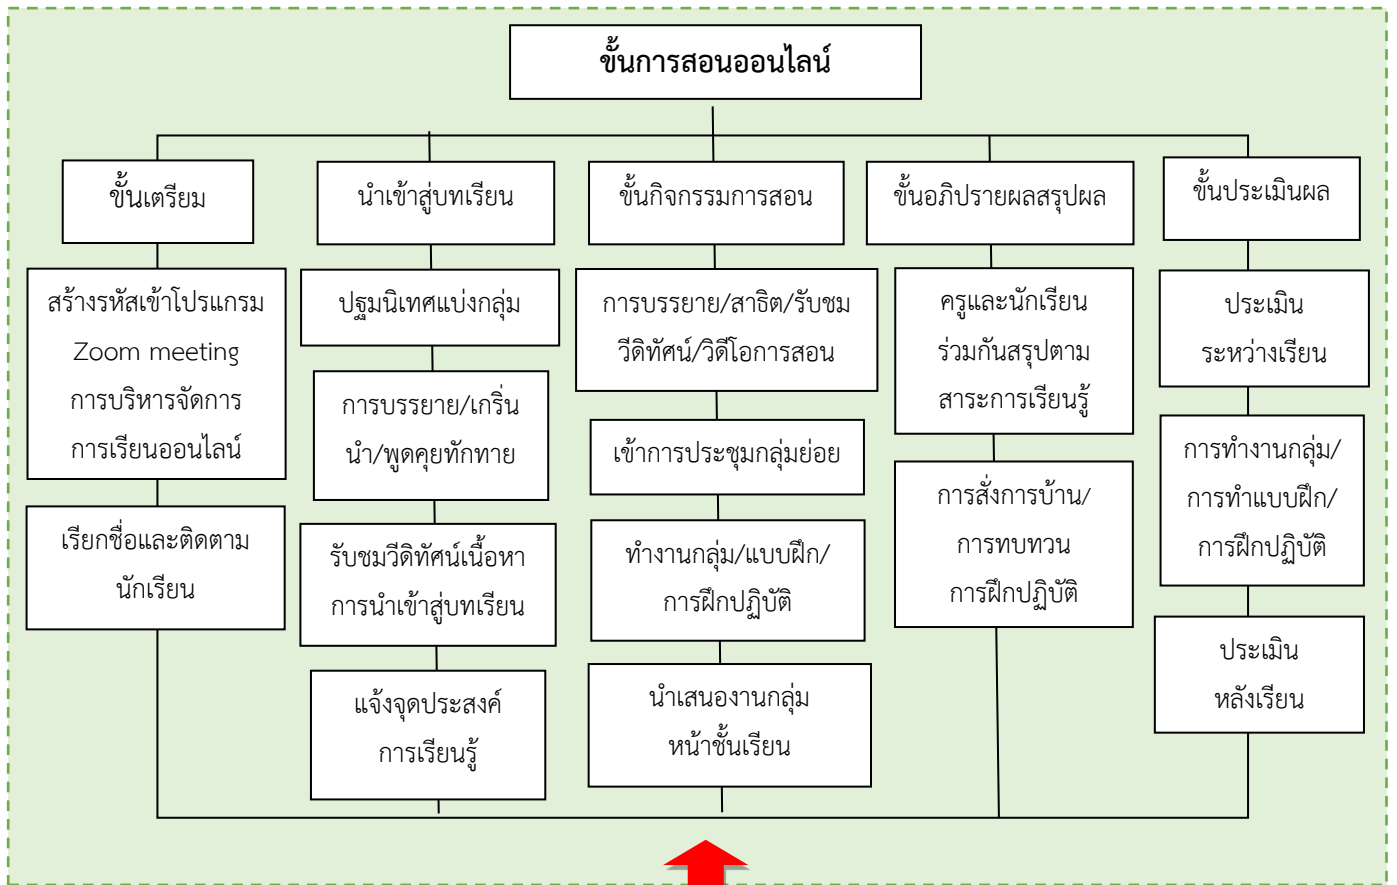 ขั้นการสอนออนไลน์
ขั้นเตรียม
สร้างรหัสเข้าโปรแกรม
Zoom meeting
การบริหารจัดการ
การเรียนออนไลน์
เรียกชื่อและติดตาม
นักเรียน
นำเข้าสู่บทเรียน
ปฐมนิเทศแบ่งกลุ่ม
การบรรยาย/เกริ่น
นำ/พูดคุยทักทาย
รับชมวีดิทัศน์เนื้อหา
การนำเข้าสู่บทเรียน
แจ้งจุดประสงค์
การเรียนรู้
ขั้นกิจกรรมการสอน
การบรรยาย/สาธิต/รับชม
วีดิทัศน์/วิดีโอการสอน
เข้าการประชุมกลุ่มย่อย
ทำงานกลุ่ม/แบบฝึก/
การฝึกปฏิบัติ
นำเสนองานกลุ่ม
หน้าชั้นเรียน
ขั้นอภิปรายผลสรุปผล
ครูและนักเรียน
ร่วมกันสรุปตาม
สาระการเรียนรู้
การสั่งการบ้าน/
การทบทวน
การฝึกปฏิบัติ
ขั้นประเมินผล
ประเมิน
ระหว่างเรียน
การทำงานกลุ่ม/
การทำแบบฝึก/
การฝึกปฏิบัติ
ประเมิน
หลังเรียน